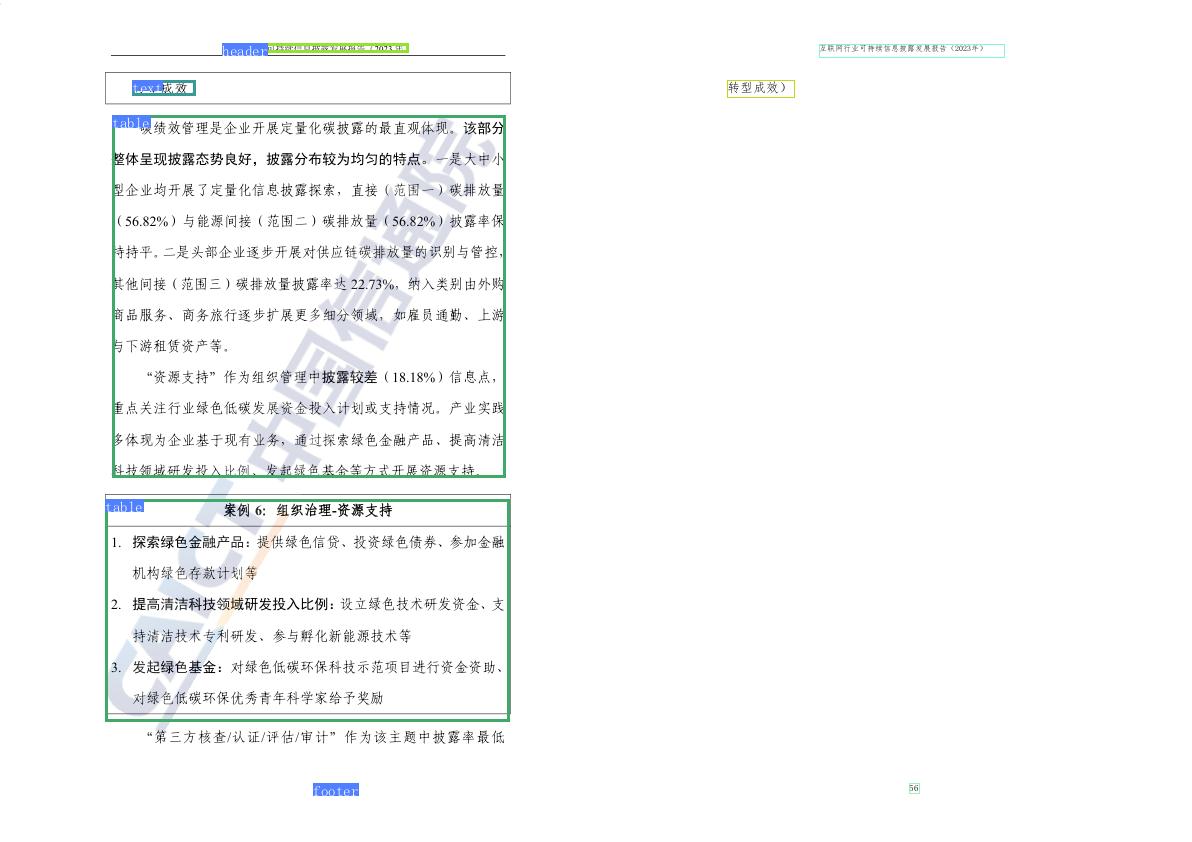 header
text成效
table
碳绩效管理是企业开展定量化碳披露的最直观体现。该部分
整体呈现披露态势良好，披露分布较为均匀的特点。一是大中小
型企业均开展了定量化信息披露探索，直接（范围一）碳排放量
（56.82%）与能源间接（范围二）碳排放量（56.82%）披露率保
持持平。二是头部企业逐步开展对供应链碳排放量的识别与管控，
其他间接（范围三）碳排放量披露率达 22.73%，纳入类别由外购
商品服务、商务旅行逐步扩展更多细分领域，如雇员通勤、上游
与下游租赁资产等。
“资源支持”作为组织管理中披露较差（18.18%）信息点，
重点关注行业绿色低碳发展资金投入计划或支持情况。产业实践
多体现为企业基于现有业务，通过探索绿色金融产品、提高清洁
科技领域研发投入比例、发起绿色基金等方式开展资源支持。
table
案例 6：组织治理-资源支持
1. 探索绿色金融产品：提供绿色信贷、投资绿色债券、参加金融
机构绿色存款计划等
2. 提高清洁科技领域研发投入比例：设立绿色技术研发资金、支
持清洁技术专利研发、参与孵化新能源技术等
3. 发起绿色基金：对绿色低碳环保科技示范项目进行资金资助、
对绿色低碳环保优秀青年科学家给予奖励
“第三方核查/认证/评估/审计”作为该主题中披露率最低
footer
CAICT 中国信通院
互联网行业可持续信息披露发展报告（2023年）
转型成效）
56